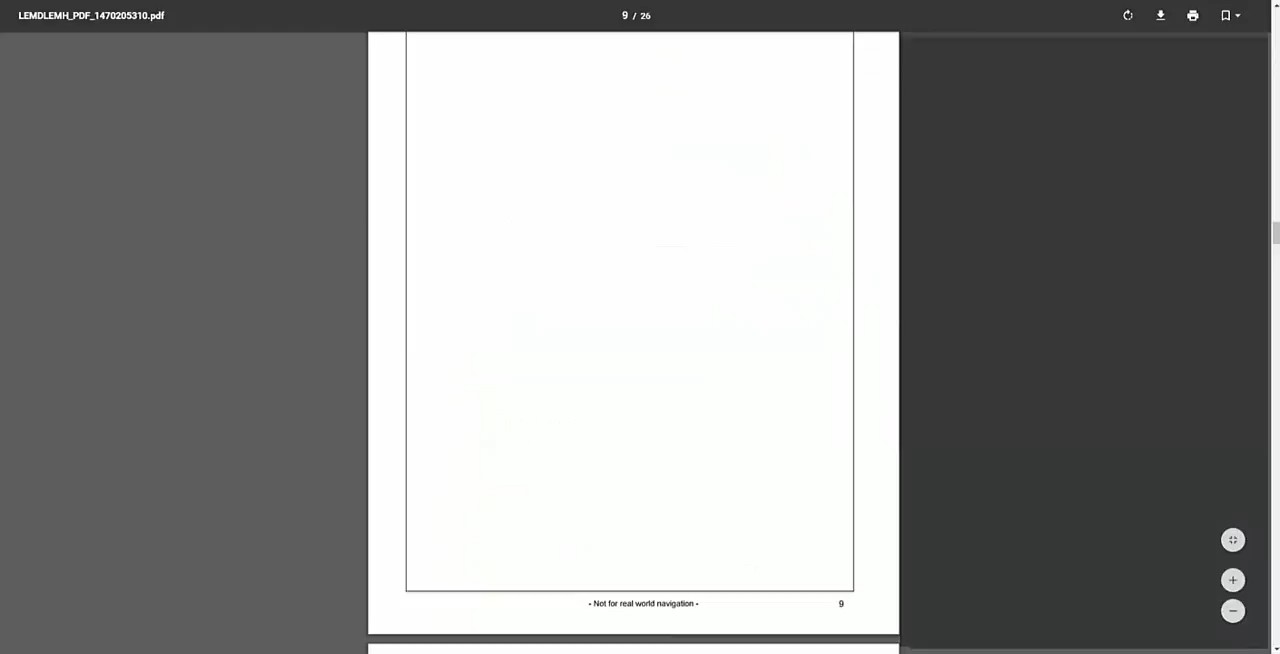 LEMDLEMH_PDF_1470205310.pdf
9 / 26
- Not for real world navigation -
9